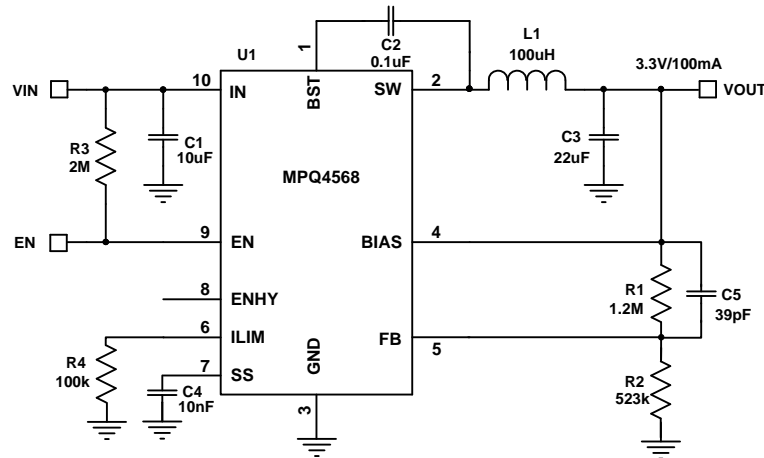 C2
0.1uF
L1
100uH
3.3V/100mA
U1
1
VIN
10
IN
BST
SW
2
VOUT
R3
2M
C1
10uF
C3
22uF
MPQ4568
EN
9
EN
BIAS
4
8
ENHY
R1
1.2M
C5
39pF
6
ILIM
FB
5
R4
100k
7
SS
GND
C4
10nF
3
R2
523k